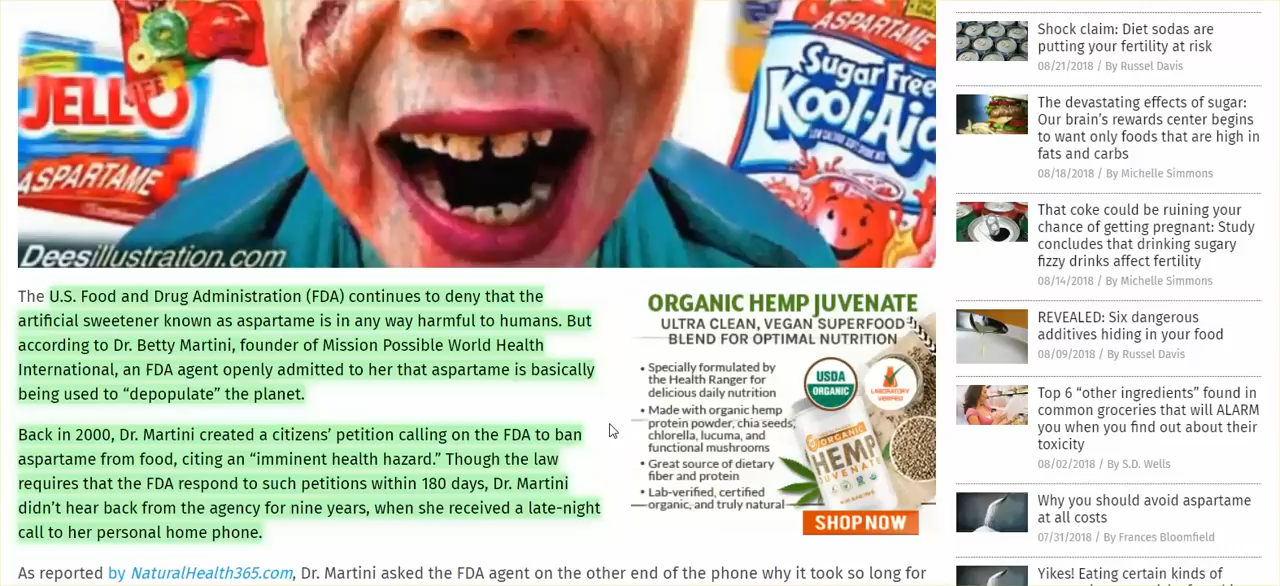 JELLO
LIFE
ASPARTAME
ASPARTAME
Sugar Free
Kool-Aid
LOW CALORIE SOFT DRINK MIX
Deesillustration.com
The U.S. Food and Drug Administration (FDA) continues to deny that the
artificial sweetener known as aspartame is in any way harmful to humans. But
according to Dr. Betty Martini, founder of Mission Possible World Health
International, an FDA agent openly admitted to her that aspartame is basically
being used to “depopulate” the planet.
Back in 2000, Dr. Martini created a citizens’ petition calling on the FDA to ban
aspartame from food, citing an “imminent health hazard.” Though the law
requires that the FDA respond to such petitions within 180 days, Dr. Martini
didn’t hear back from the agency for nine years, when she received a late-night
call to her personal home phone.
As reported by NaturalHealth365.com, Dr. Martini asked the FDA agent on the other end of the phone why it took so long for
ORGANIC HEMP JUVENATE
ULTRA CLEAN, VEGAN SUPERFOOD
BLEND FOR OPTIMAL NUTRITION
• Specially formulated by
the Health Ranger for
delicious daily nutrition
• Made with organic hemp
protein powder, chia seeds,
chlorella, lucuma, and
functional mushrooms
• Great source of dietary
fiber and protein
• Lab-verified, certified
organic, and truly natural
USDA
ORGANIC
LABORATORY
VERIFIED
ORGANIC
HEMP
JUVENATE
SHOP NOW
Shock claim: Diet sodas are
putting your fertility at risk
08/21/2018 / By Russel Davis
The devastating effects of sugar:
Our brain’s rewards center begins
to want only foods that are high in
fats and carbs
08/18/2018 / By Michelle Simmons
That coke could be ruining your
chance of getting pregnant: Study
concludes that drinking sugary
fizzy drinks affect fertility
08/14/2018 / By Michelle Simmons
REVEALED: Six dangerous
additives hiding in your food
08/09/2018 / By Russel Davis
Top 6 “other ingredients” found in
common groceries that will ALARM
you when you find out about their
toxicity
08/02/2018 / By S.D. Wells
Why you should avoid aspartame
at all costs
07/31/2018 / By Frances Bloomfield
Yikes! Eating certain kinds of